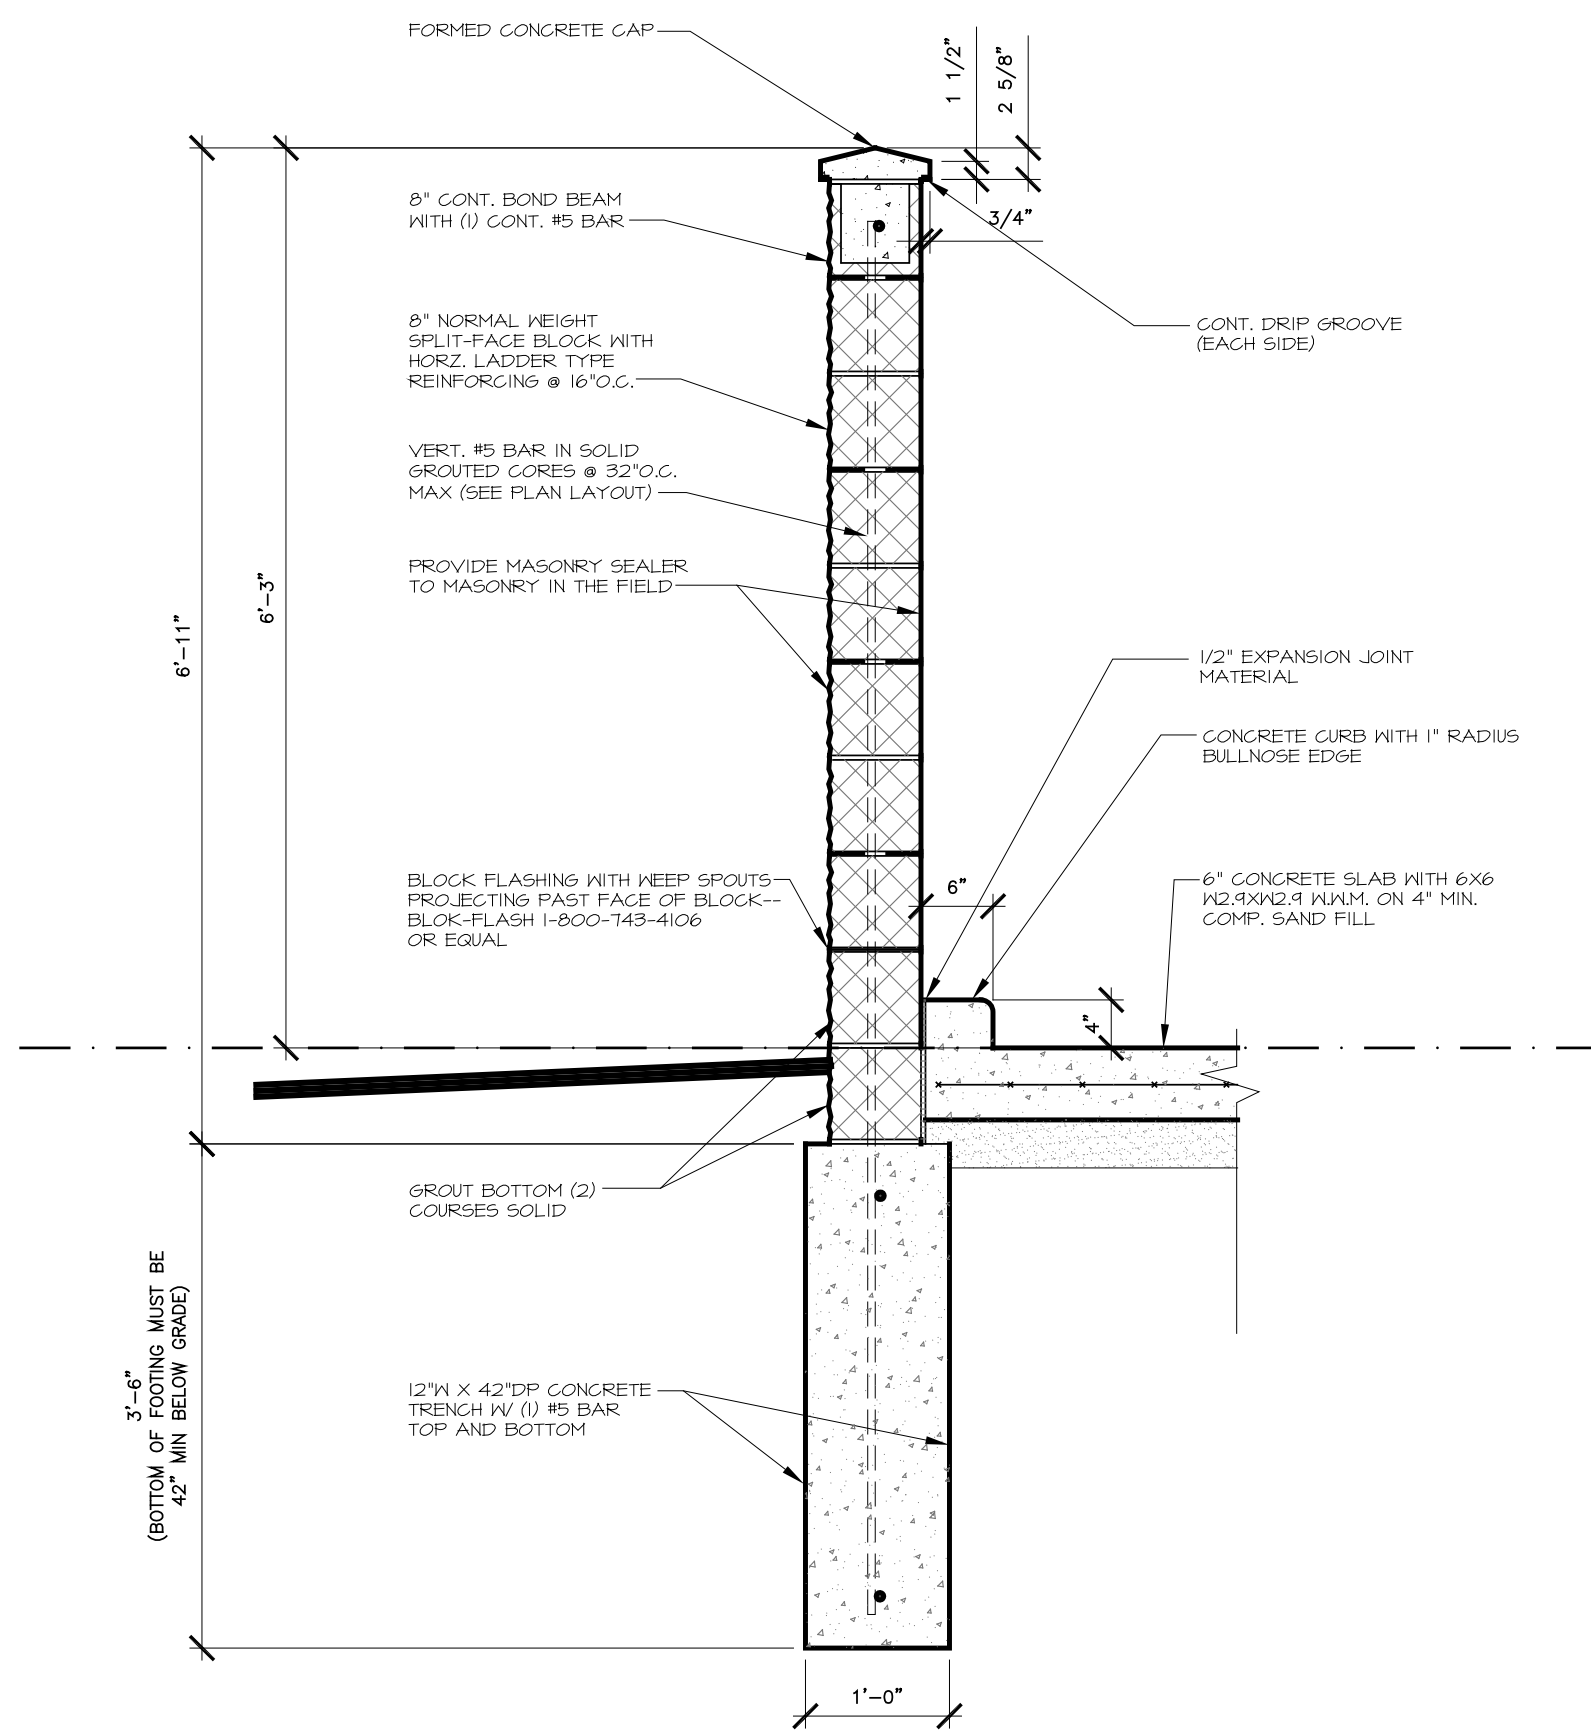 FORMED CONCRETE CAP
1 1/2"
2 5/8"
8" CONT. BOND BEAM
WITH (1) CONT. #5 BAR
3/4"
8" NORMAL WEIGHT
SPLIT-FACE BLOCK WITH
HORZ. LADDER TYPE
REINFORCING @ 16"O.C.
CONT. DRIP GROOVE
(EACH SIDE)
VERT. #5 BAR IN SOLID
GROUTED CORES @ 32"O.C.
MAX (SEE PLAN LAYOUT)
PROVIDE MASONRY SEALER
TO MASONRY IN THE FIELD
6'-3"
6'-11"
1/2" EXPANSION JOINT
MATERIAL
CONCRETE CURB WITH 1" RADIUS
BULLNOSE EDGE
BLOCK FLASHING WITH WEEP SPOUTS
PROJECTING PAST FACE OF BLOCK--
BLOK-FLASH 1-800-743-4106
OR EQUAL
6"
6" CONCRETE SLAB WITH 6X6
W2.9XW2.9 W.W.M. ON 4" MIN.
COMP. SAND FILL
4"
GROUT BOTTOM (2)
COURSES SOLID
3'-6"
(BOTTOM OF FOOTING MUST BE
42" MIN BELOW GRADE)
12"W X 42"DP CONCRETE
TRENCH W/ (1) #5 BAR
TOP AND BOTTOM
1'-0"